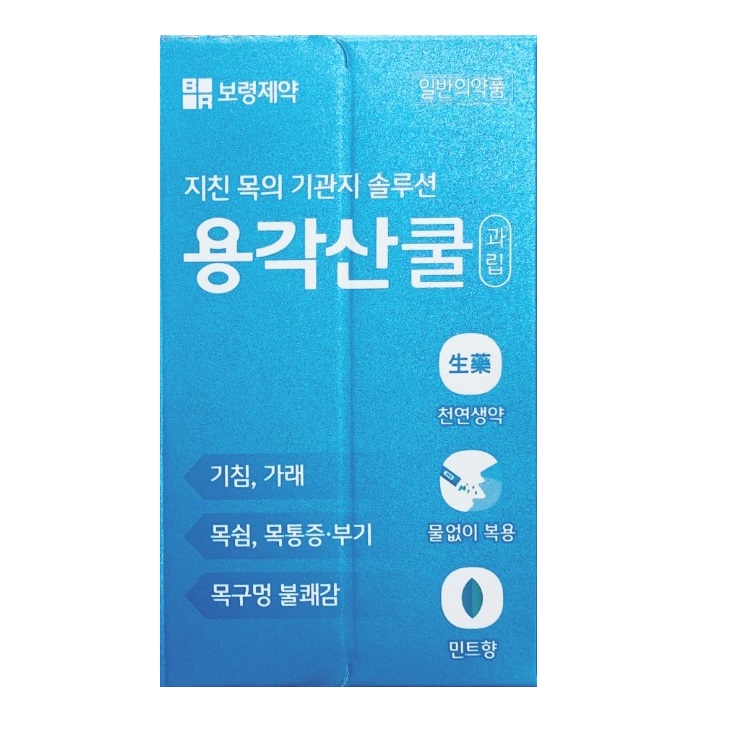 보령제약
일반의약품
지친 목의 기관지 솔루션
용각산쿨
과립
生藥
천연생약
기침, 가래
물없이 복용
목쉼, 목통증·부기
목구멍 불쾌감
민트향